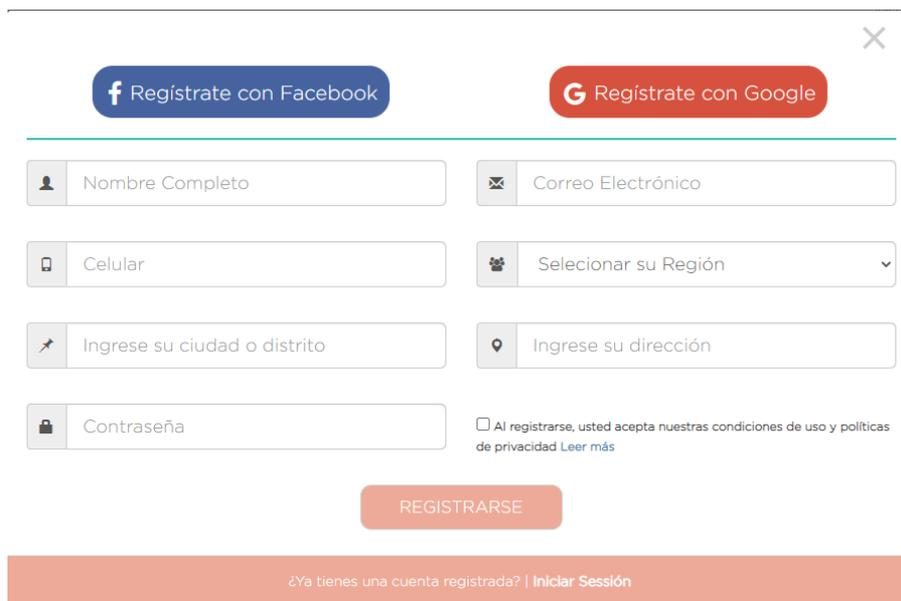 Regístrate con Facebook
Regístrate con Google
Nombre Completo
Correo Electrónico
Celular
Selecionar su Región
Ingrese su ciudad o distrito
Ingrese su dirección
Contraseña
Al registrarse, usted acepta nuestras condiciones de uso y políticas
de privacidad Leer más
REGISTRARSE
¿Ya tienes una cuenta registrada? | Iniciar Sessión